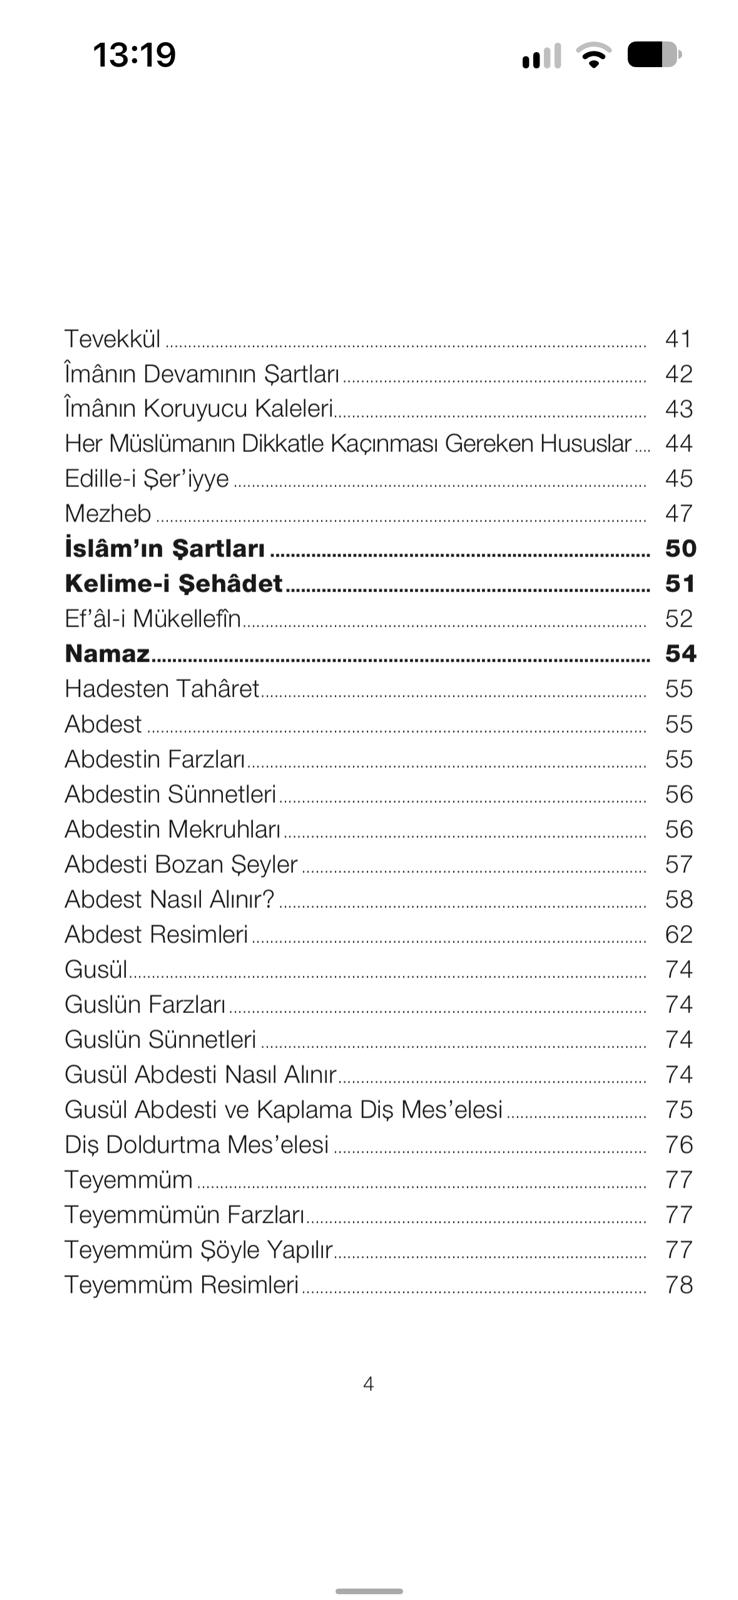 13:19
Tevekkül ........ 41
Îmânın Devamının Şartları ........ 42
Îmânın Koruyucu Kaleleri ........ 43
Her Müslümanın Dikkatle Kaçınması Gereken Hususlar .... 44
Edille-i Şer’iyye ........ 45
Mezheb ........ 47
İslâm’ın Şartları ........ 50
Kelime-i Şehâdet ........ 51
Ef’âl-i Mükellefîn ........ 52
Namaz ........ 54
Hadesten Tahâret ........ 55
Abdest ........ 55
Abdestin Farzları ........ 55
Abdestin Sünnetleri ........ 56
Abdestin Mekruhları ........ 56
Abdesti Bozan Şeyler ........ 57
Abdest Nasıl Alınır? ........ 58
Abdest Resimleri ........ 62
Gusül ........ 74
Guslün Farzları ........ 74
Guslün Sünnetleri ........ 74
Gusül Abdesti Nasıl Alınır ........ 74
Gusül Abdesti ve Kaplama Diş Mes’elesi ........ 75
Diş Doldurtma Mes’elesi ........ 76
Teyemmüm ........ 77
Teyemmümün Farzları ........ 77
Teyemmüm Şöyle Yapılır ........ 77
Teyemmüm Resimleri ........ 78
4